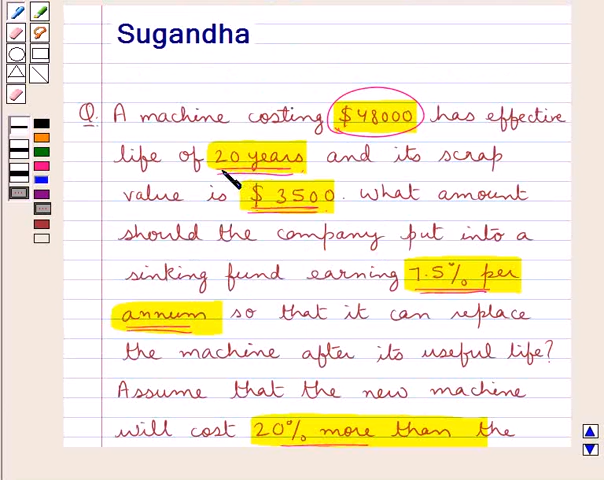 Sugandha
Q. A machine costing $48000 has effective
life of 20 years and its scrap
value is $3500. What amount
should the company put into a
sinking fund earning 7.5% per
annum so that it can replace
the machine after its useful life?
Assume that the new machine
will cost 20% more than the